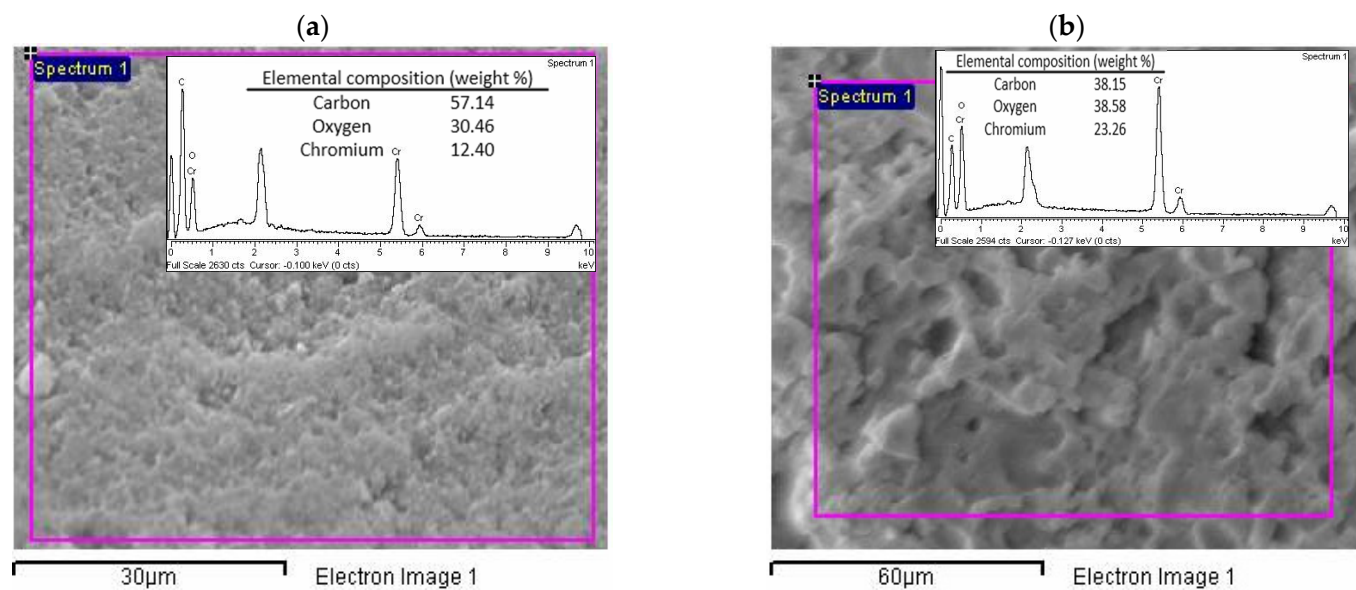 (a)
Spectrum 1
Spectrum 1
Elemental composition (weight %)
Carbon 57.14
Oxygen 30.46
Chromium 12.40
C
O
Cr
Cr
Cr
0 1 2 3 4 5 6 7 8 9 10
Full Scale 2630 cts Cursor: -0.100 keV (0 cts) keV
30µm Electron Image 1
(b)
Spectrum 1
Spectrum 1
Elemental composition (weight %)
Carbon 38.15
Oxygen 38.58
Chromium 23.26
C
O
Cr
Cr
Cr
0 1 2 3 4 5 6 7 8 9 10
Full Scale 2594 cts Cursor: -0.127 keV (0 cts) keV
60µm Electron Image 1